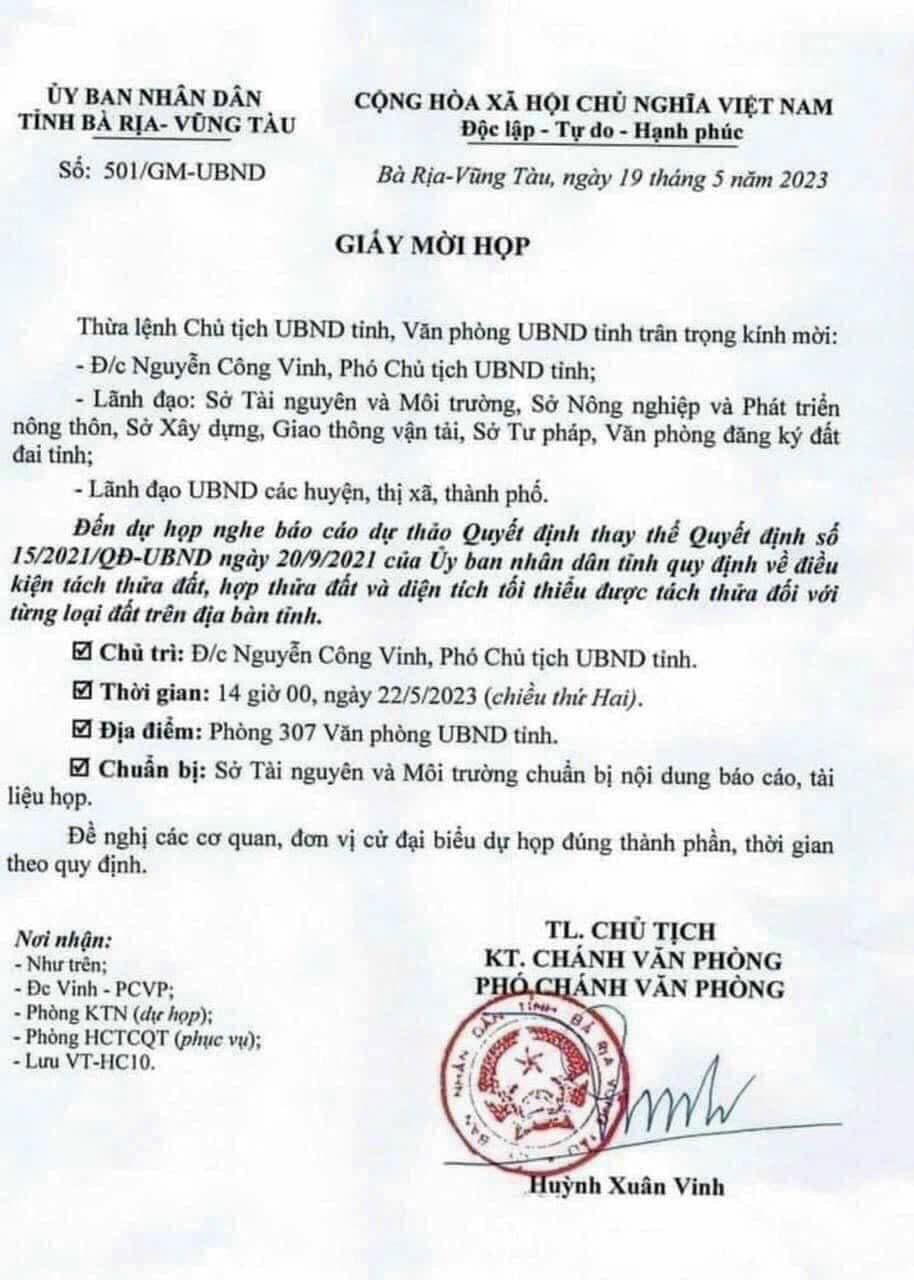 ỦY BAN NHÂN DÂN
TỈNH BÀ RỊA- VŨNG TÀU
Số: 501/GM-UBND
CỘNG HÒA XÃ HỘI CHỦ NGHĨA VIỆT NAM
Độc lập - Tự do - Hạnh phúc
Bà Rịa-Vũng Tàu, ngày 19 tháng 5 năm 2023
GIẤY MỜI HỌP
Thừa lệnh Chủ tịch UBND tỉnh, Văn phòng UBND tỉnh trân trọng kính mời:
- Đ/c Nguyễn Công Vinh, Phó Chủ tịch UBND tỉnh;
- Lãnh đạo: Sở Tài nguyên và Môi trường, Sở Nông nghiệp và Phát triển
nông thôn, Sở Xây dựng, Giao thông vận tải, Sở Tư pháp, Văn phòng đăng ký đất
đai tỉnh;
- Lãnh đạo UBND các huyện, thị xã, thành phố.
Đến dự họp nghe báo cáo dự thảo Quyết định thay thế Quyết định số
15/2021/QĐ-UBND ngày 20/9/2021 của Ủy ban nhân dân tỉnh quy định về điều
kiện tách thửa đất, hợp thửa đất và diện tích tối thiểu được tách thửa đối với
từng loại đất trên địa bàn tỉnh.
☑ Chủ trì: Đ/c Nguyễn Công Vinh, Phó Chủ tịch UBND tỉnh.
☑ Thời gian: 14 giờ 00, ngày 22/5/2023 (chiều thứ Hai).
☑ Địa điểm: Phòng 307 Văn phòng UBND tỉnh.
☑ Chuẩn bị: Sở Tài nguyên và Môi trường chuẩn bị nội dung báo cáo, tài
liệu họp.
Đề nghị các cơ quan, đơn vị cử đại biểu dự họp đúng thành phần, thời gian
theo quy định.
Nơi nhận:
- Như trên;
- Đc Vinh - PCVP;
- Phòng KTN (dự họp);
- Phòng HCTCQT (phục vụ);
- Lưu VT-HC10.
TL. CHỦ TỊCH
KT. CHÁNH VĂN PHÒNG
PHÓ CHÁNH VĂN PHÒNG
BAN NHÂN DÂN TỈNH BÀ RỊA VŨNG TÀU
Huỳnh Xuân Vinh